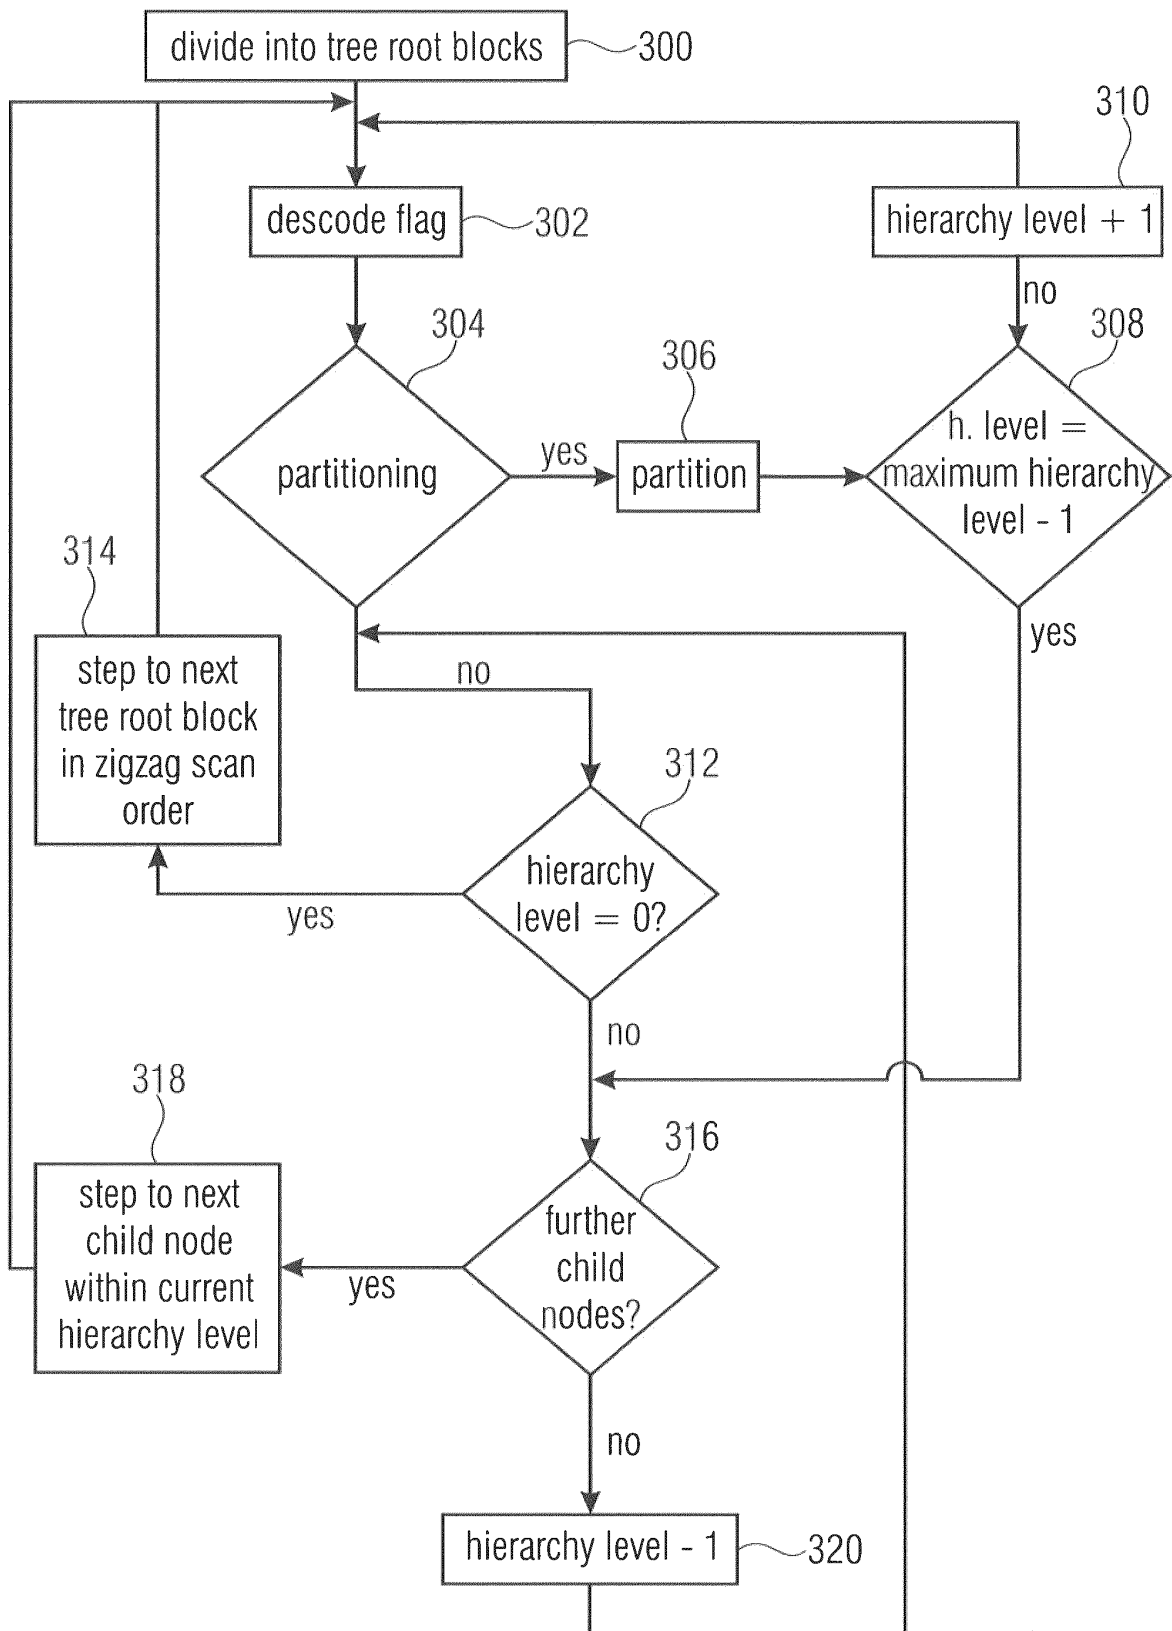 divide into tree root blocks
300
310
descode flag
302
hierarchy level + 1
no
304
308
306
partitioning
yes
partition
h. level =
maximum hierarchy
level - 1
314
yes
step to next
tree root block
in zigzag scan
order
no
312
hierarchy
level = 0?
yes
no
318
316
step to next
child node
within current
hierarchy level
yes
further
child
nodes?
no
hierarchy level - 1
320